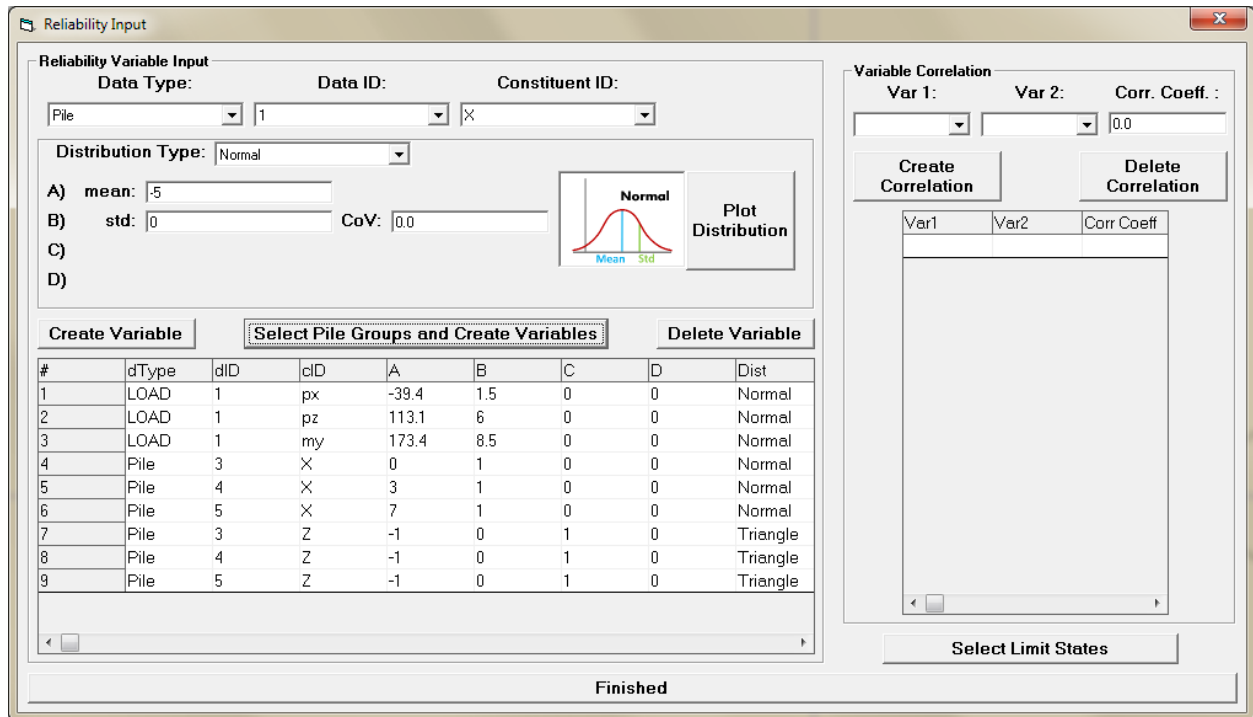 Reliability Input
Reliability Variable Input
Data Type: Data ID: Constituent ID:
Pile 1 X
Distribution Type: Normal
A) mean: -5
B) std: 0 CoV: 0.0
C)
D)
Normal
Mean Std
Plot
Distribution
Create Variable Select Pile Groups and Create Variables Delete Variable
# dType dID cID A B C D Dist
1 LOAD 1 px -39.4 1.5 0 0 Normal
2 LOAD 1 pz 113.1 6 0 0 Normal
3 LOAD 1 my 173.4 8.5 0 0 Normal
4 Pile 3 X 0 1 0 0 Normal
5 Pile 4 X 3 1 0 0 Normal
6 Pile 5 X 7 1 0 0 Normal
7 Pile 3 Z -1 0 1 0 Triangle
8 Pile 4 Z -1 0 1 0 Triangle
9 Pile 5 Z -1 0 1 0 Triangle
Variable Correlation
Var 1: Var 2: Corr. Coeff. :
0.0
Create
Correlation
Delete
Correlation
Var1 Var2 Corr Coeff
Select Limit States
Finished